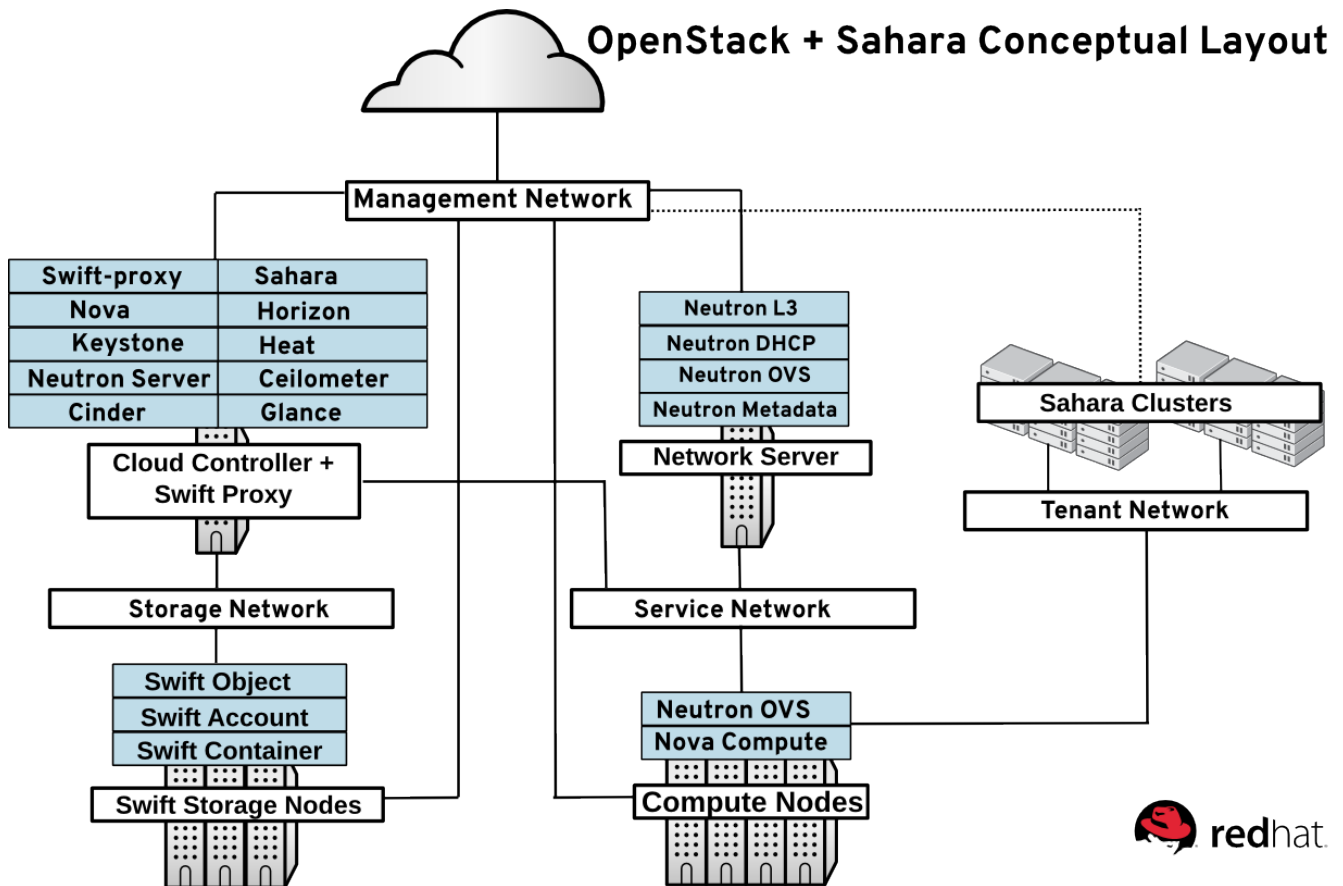 OpenStack + Sahara Conceptual Layout
Management Network
Swift-proxy
Sahara
Nova
Horizon
Keystone
Heat
Neutron Server
Ceilometer
Cinder
Glance
Cloud Controller +
Swift Proxy
Neutron L3
Neutron DHCP
Neutron OVS
Neutron Metadata
Network Server
Sahara Clusters
Tenant Network
Storage Network
Service Network
Swift Object
Swift Account
Swift Container
Swift Storage Nodes
Neutron OVS
Nova Compute
Compute Nodes
redhat.